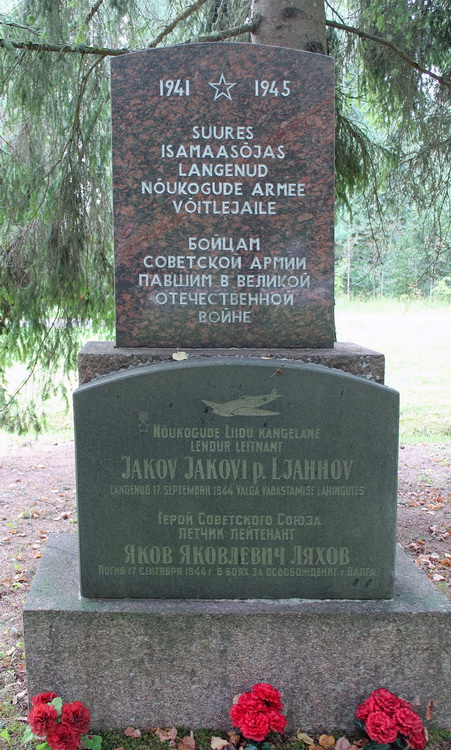 1941 1945
SUURES
ISAMAASÕJAS
LANGENUD
NÕUKOGUDE ARMEE
VÕITLEJAILE
БОЙЦАМ
СОВЕТСКОЙ АРМИИ
ПАВШИМ В ВЕЛИКОЙ
ОТЕЧЕСТВЕННОЙ
ВОЙНЕ
NÕUKOGUDE LIIDU KANGELANE
LENDUR LEITNANT
JAKOV JAKOVI P. LJAHHOV
LANGENUD 17. SEPTEMBRIL 1944 VALGA VABASTAMISE LAHINGUTES
ГЕРОЙ СОВЕТСКОГО СОЮЗА
ЛЕТЧИК ЛЕЙТЕНАНТ
ЯКОВ ЯКОВЛЕВИЧ ЛЯХОВ
ПОГИБ 17 СЕНТЯБРЯ 1944 Г. В БОЯХ ЗА ОСВОБОЖДЕНИЕ Г. ВАЛГА